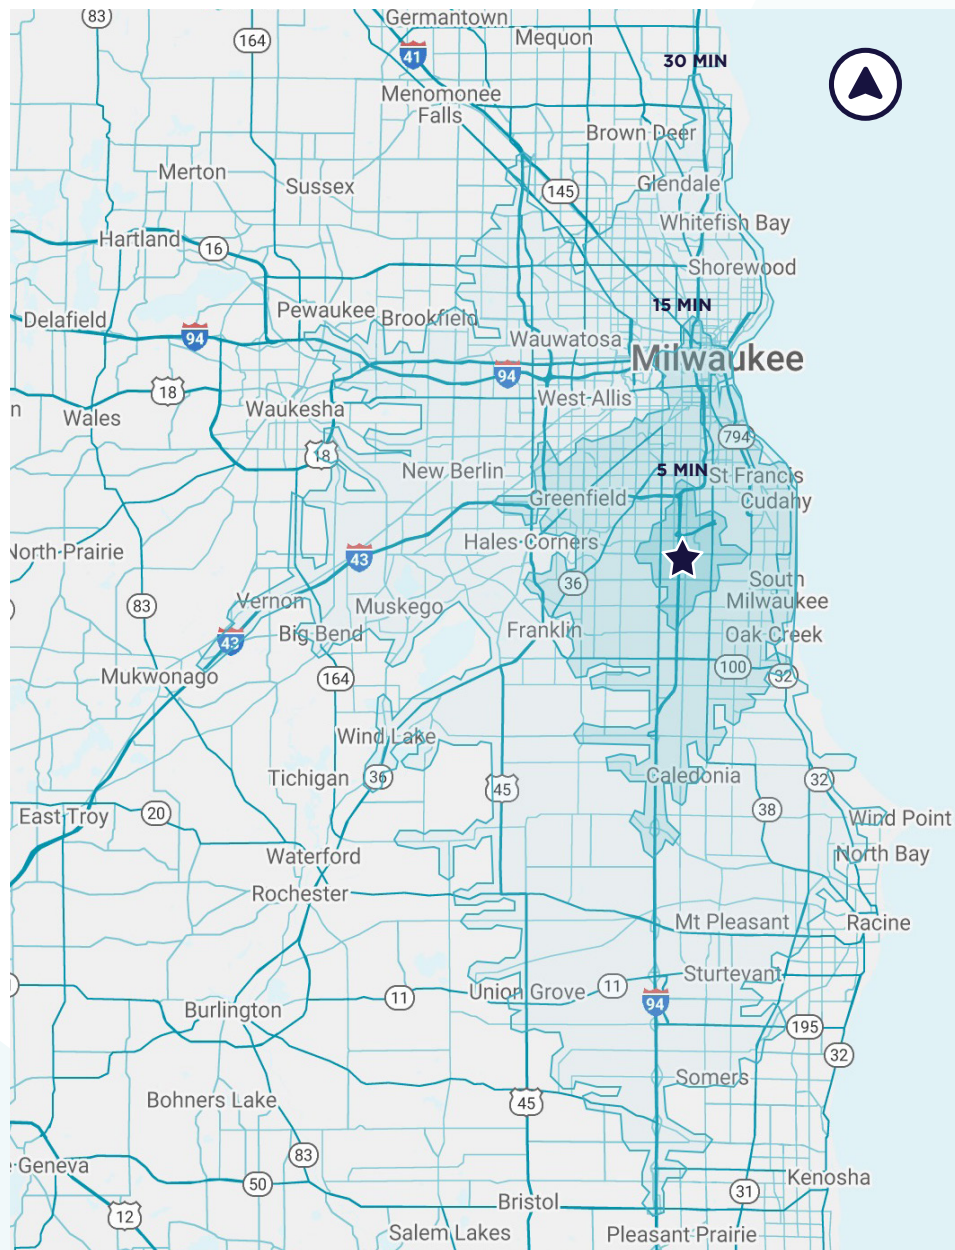 83
Germantown
164
Mequon
41
30 MIN
Menomonee
Falls
Brown Deer
Merton
Sussex
145
Glendale
Whitefish Bay
Hartland
16
Shorewood
15 MIN
Delafield
Pewaukee
Brookfield
94
Wauwatosa
Milwaukee
94
18
West Allis
n
Wales
Waukesha
794
18
New Berlin
5 MIN
St Francis
Greenfield
Cudahy
Hales Corners
North Prairie
43
36
South
Milwaukee
83
Vernon
Muskego
Big Bend
Franklin
Oak Creek
43
100
32
Mukwonago
164
Wind Lake
Tichigan
36
45
Caledonia
32
38
East Troy
20
Wind Point
Waterford
North Bay
Rochester
Mt Pleasant
Racine
Sturtevant
11
Union Grove
11
94
Burlington
195
32
Somers
Bohners Lake
45
83
Geneva
50
Kenosha
31
Bristol
12
Salem Lakes
Pleasant Prairie